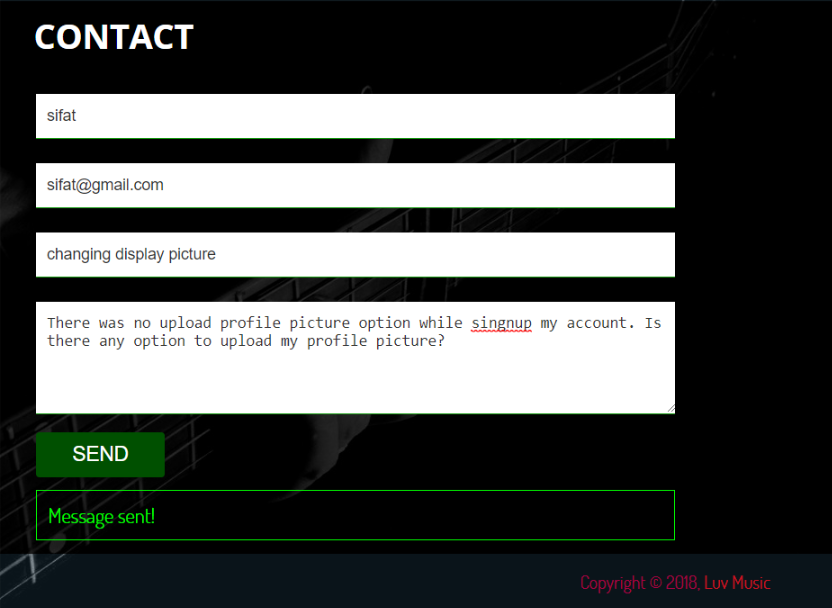 CONTACT
sifat
sifat@gmail.com
changing display picture
There was no upload profile picture option while singnup my account. Is
there any option to upload my profile picture?
SEND
Message sent!
Copyright © 2018, Luv Music